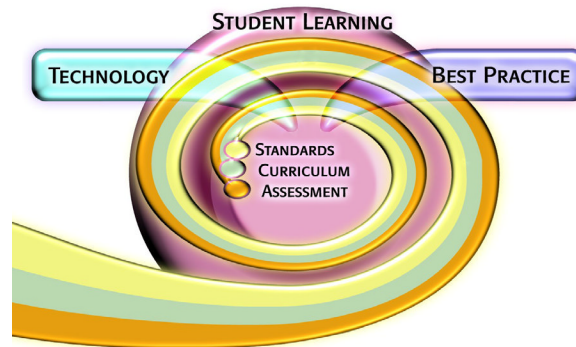 STUDENT LEARNING
TECHNOLOGY
BEST PRACTICE
STANDARDS
CURRICULUM
ASSESSMENT